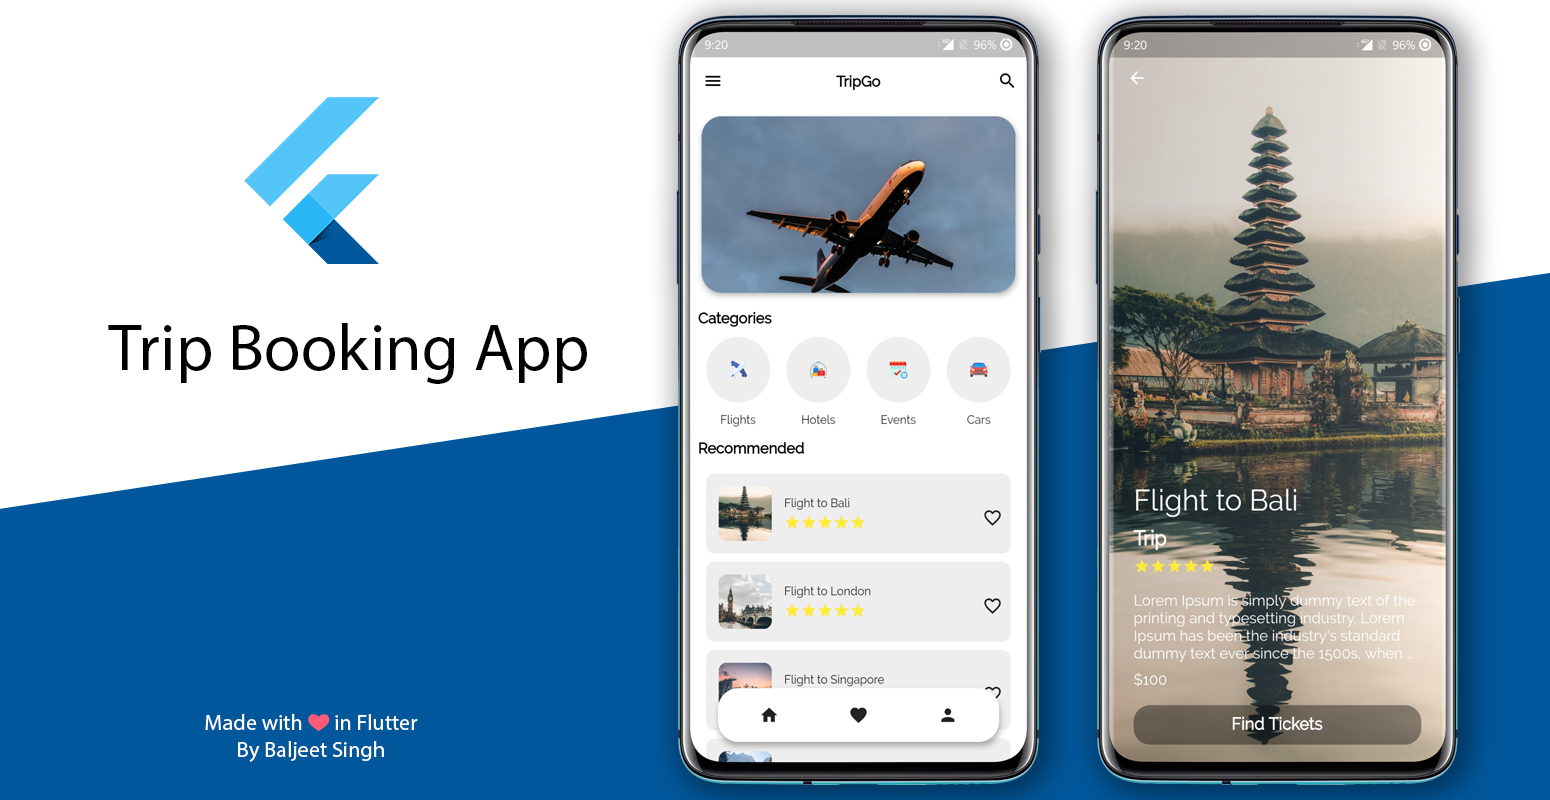 Trip Booking App
Made with ❤ in Flutter
By Baljeet Singh
9:20
4G
96%
TripGo
Categories
Flights
Hotels
Events
Cars
Recommended
Flight to Bali
Flight to London
Flight to Singapore
9:20
4G
96%
Flight to Bali
Trip
Lorem Ipsum is simply dummy text of the
printing and typesetting industry. Lorem
Ipsum has been the industry's standard
dummy text ever since the 1500s, when ...
$100
Find Tickets